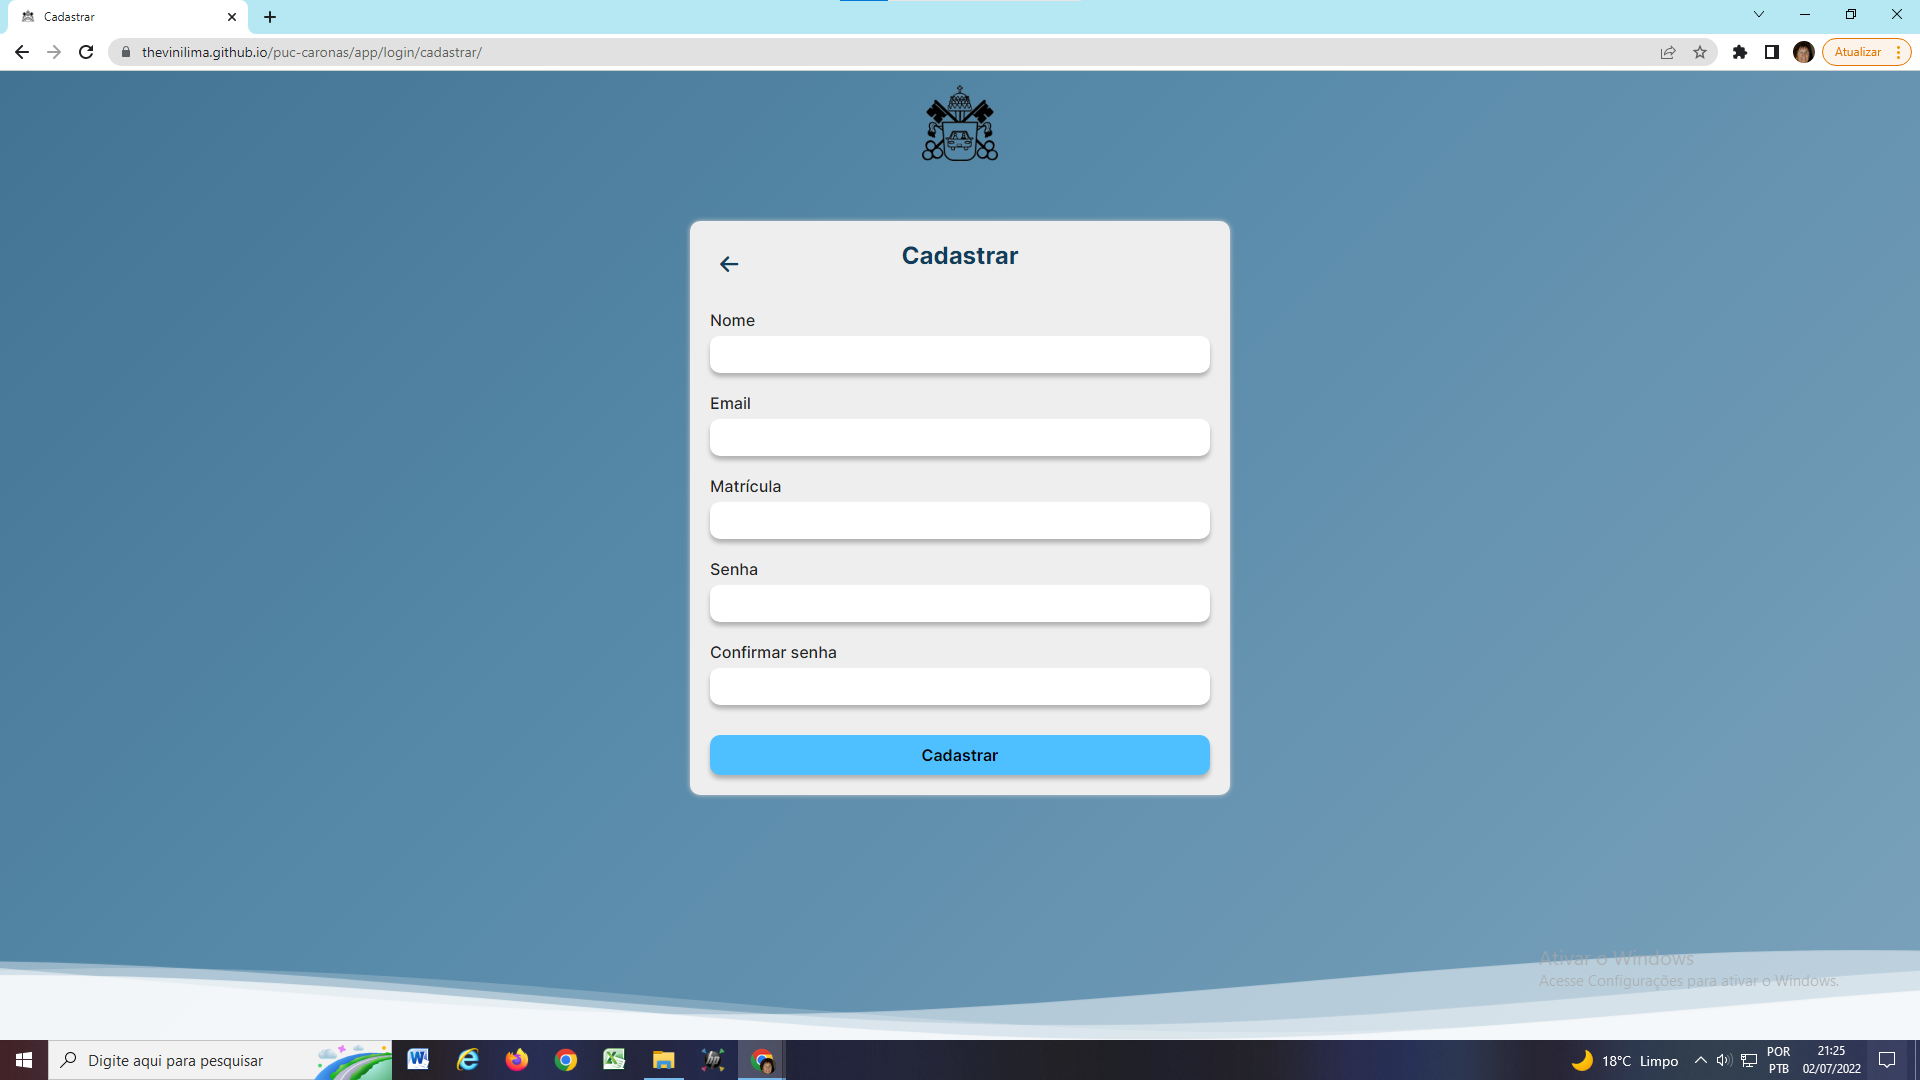 Cadastrar
thevinilima.github.io/puc-caronas/app/login/cadastrar/
Atualizar
Cadastrar
Nome
Email
Matrícula
Senha
Confirmar senha
Cadastrar
Ativar o Windows
Acesse Configurações para ativar o Windows.
Digite aqui para pesquisar
18°C Limpo
POR
PTB
21:25
02/07/2022